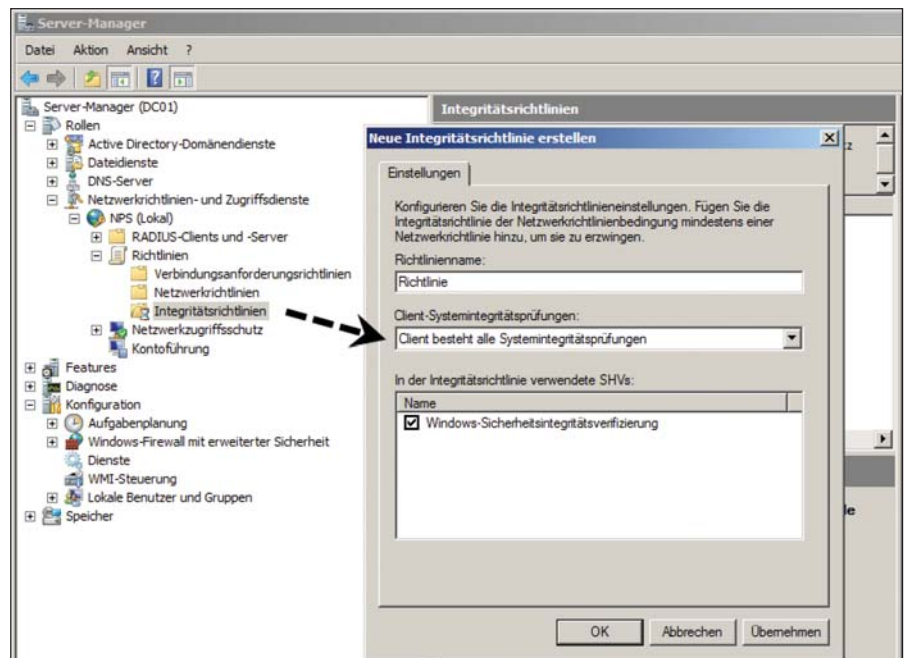 Server-Manager
Datei Aktion Ansicht ?
Server-Manager (DC01)
Rollen
Active Directory-Domänendienste
Dateidienste
DNS-Server
Netzwerkrichtlinien- und Zugriffsdienste
NPS (Lokal)
RADIUS-Clients und -Server
Richtlinien
Verbindungsanforderungsrichtlinien
Netzwerkrichtlinien
Integritätsrichtlinien
Netzwerkzugriffsschutz
Kontoführung
Features
Diagnose
Konfiguration
Aufgabenplanung
Windows-Firewall mit erweiterter Sicherheit
Dienste
WMI-Steuerung
Lokale Benutzer und Gruppen
Speicher
Integritätsrichtlinien
Neue Integritätsrichtlinie erstellen
Einstellungen
Konfigurieren Sie die Integritätsrichtlinieneinstellungen. Fügen Sie die
Integritätsrichtlinie der Netzwerkrichtlinienbedingung mindestens einer
Netzwerkrichtlinie hinzu, um sie zu erzwingen.
Richtlinienname:
Richtlinie
Client-Systemintegritätsprüfungen:
Client besteht alle Systemintegritätsprüfungen
In der Integritätsrichtlinie verwendete SHVs:
Name
Windows-Sicherheitsintegritätsverifizierung
OK Abbrechen Übernehmen